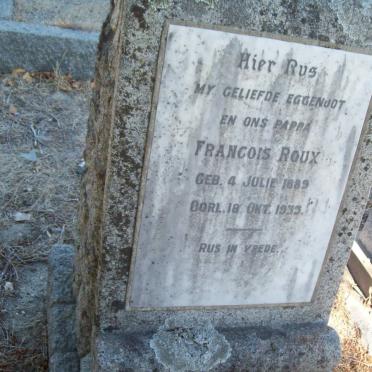 Hier Rus
MY GELIEFDE EGGENOOT
EN ONS PAPPA
FRANCOIS ROUX
GEB. 4 JULIE 1889
OORL. 18 OKT. 1953.
RUS IN VREDE.